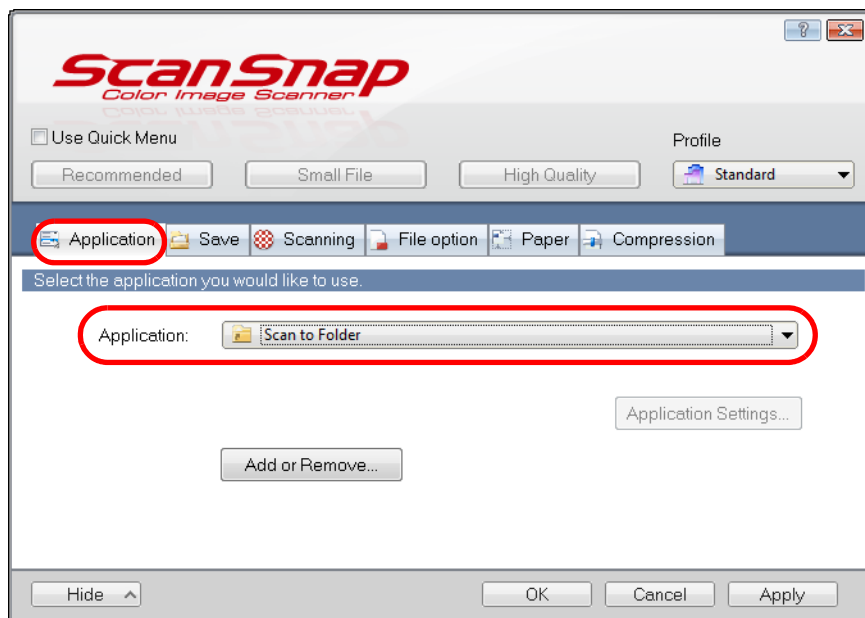 ?
ScanSnap
Color Image Scanner
Use Quick Menu
Profile
Recommended Small File High Quality Standard
Application Save Scanning File option Paper Compression
Select the application you would like to use.
Application: Scan to Folder
Application Settings...
Add or Remove...
Hide OK Cancel Apply